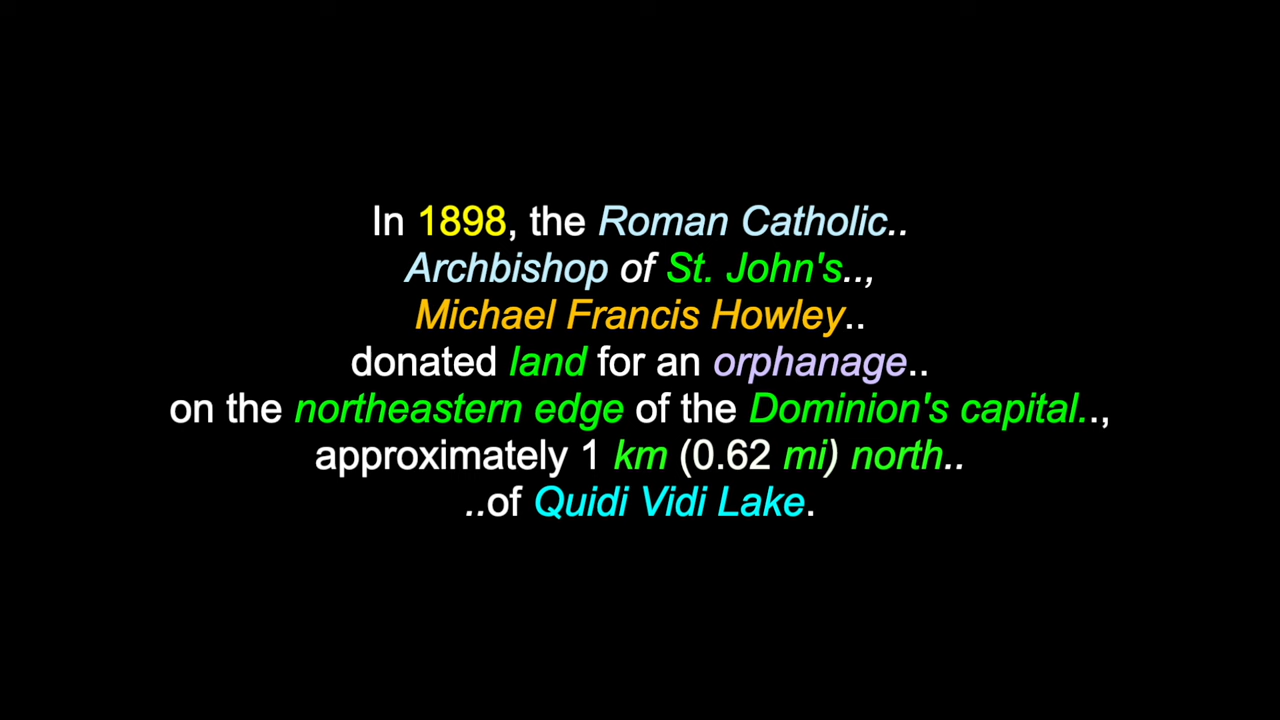 In 1898, the Roman Catholic..
Archbishop of St. John's..,
Michael Francis Howley..
donated land for an orphanage..
on the northeastern edge of the Dominion's capital..,
approximately 1 km (0.62 mi) north..
..of Quidi Vidi Lake.